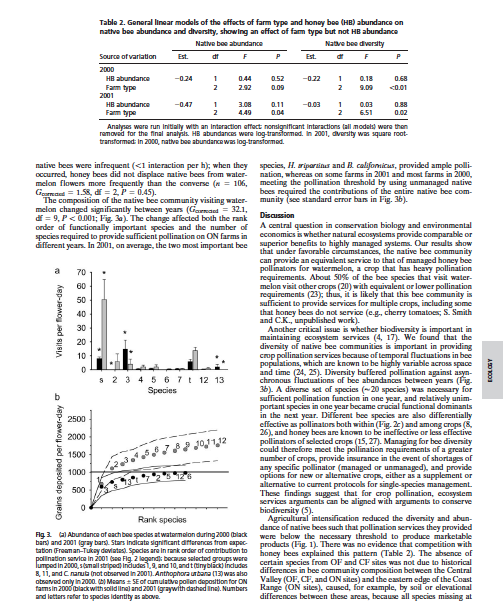 Table 2. General linear models of the effects of farm type and honey bee (HB) abundance on
native bee abundance and diversity, showing an effect of farm type but not HB abundance
Native bee abundance Native bee diversity
Source of variation Est. df F P Est. df F P
2000
HB abundance −0.24 1 0.44 0.52 −0.22 1 0.18 0.68
Farm type 2 2.92 0.09 2 9.09 <0.01
2001
HB abundance −0.47 1 3.08 0.11 −0.03 1 0.03 0.88
Farm type 2 4.49 0.04 2 6.51 0.02
Analyses were run initially with an interaction effect; nonsignificant interactions (all models) were then
removed for the final analysis. HB abundances were log-transformed. In 2001, diversity was square root-
transformed; in 2000, native bee abundance was log-transformed.
native bees were infrequent (<1 interaction per h); when they
occurred, honey bees did not displace native bees from water-
melon flowers more frequently than the converse (n = 106,
Gcorrected = 1.58, df = 2, P = 0.45).
The composition of the native bee community visiting water-
melon changed significantly between years (Gcorrected = 32.1,
df = 9, P < 0.001; Fig. 3a). The change affected both the rank
order of functionally important species and the number of
species required to provide sufficient pollination on ON farms in
different years. In 2001, on average, the two most important bee
a
Visits per flower-day
70
60
50
40
30
20
10
0
s 2 3 4 5 6 7 t 12 13
Species
b
Grains deposited per flower-day
2500
2000
1500
1000
500
0
Rank species
Fig. 3. (a) Abundance of each bee species at watermelon during 2000 (black
bars) and 2001 (gray bars). Stars indicate significant differences from expec-
tation (Freeman–Tukey deviates). Species are in rank order of contribution to
pollination service in 2001 (see Fig. 2 legend); because selected groups were
lumped in 2000, s (small striped) includes 1, 9, and 10, and t (tiny black) includes
8, 11, and C. nanula (not observed in 2001). Anthophora urbana (13) was also
observed only in 2000. (b) Means ± SE of cumulative pollen deposition for ON
farms in 2000 (black with solid line) and 2001 (gray with dashed line). Numbers
and letters refer to species identity as above.
species, H. tripartitus and B. californicus, provided ample polli-
nation, whereas on some farms in 2001 and most farms in 2000,
meeting the pollination threshold by using unmanaged native
bees required the contributions of the entire native bee com-
munity (see standard error bars in Fig. 3b).
Discussion
A central question in conservation biology and environmental
economics is whether natural ecosystems provide comparable or
superior benefits to highly managed systems. Our results show
that under favorable circumstances, the native bee community
can provide an equivalent service to that of managed honey bee
pollinators for watermelon, a crop that has heavy pollination
requirements. About 50% of the bee species that visit water-
melon visit other crops (20) with equivalent or lower pollination
requirements (23); thus, it is likely that this bee community is
sufficient to provide services for multiple crops, including some
that honey bees do not service (e.g., cherry tomatoes; S. Smith
and C.K., unpublished work).
Another critical issue is whether biodiversity is important in
maintaining ecosystem services (4, 17). We found that the
diversity of native bee communities is important in providing
crop pollination services because of temporal fluctuations in bee
populations, which are known to be highly variable across space
and time (24, 25). Diversity buffered pollination against asyn-
chronous fluctuations of bee abundances between years (Fig.
3b). A diverse set of species (~20 species) was necessary for
sufficient pollination function in one year, and relatively unim-
portant species in one year became crucial functional dominants
in the next year. Different bee species are also differentially
effective as pollinators both within (Fig. 2c) and among crops (8,
26), and honey bees are known to be ineffective or less effective
pollinators of selected crops (15, 27). Managing for bee diversity
could therefore meet the pollination requirements of a greater
number of crops, provide insurance in the event of shortages of
any specific pollinator (managed or unmanaged), and provide
options for new or alternative crops, either as a supplement or
alternative to current protocols for single-species management.
These findings suggest that for crop pollination, ecosystem
services arguments can be aligned with arguments to conserve
biodiversity (5).
Agricultural intensification reduced the diversity and abun-
dance of native bees such that pollination services they provided
were below the necessary threshold to produce marketable
products (Fig. 1). There was no evidence that competition with
honey bees explained this pattern (Table 2). The absence of
certain species from OF and CF sites was not due to historical
differences in bee community composition between the Central
Valley (OF, CF, and ON sites) and the eastern edge of the Coast
Range (ON sites), caused, for example, by soil or elevational
differences between these areas, because all species missing at
ECOLOGY